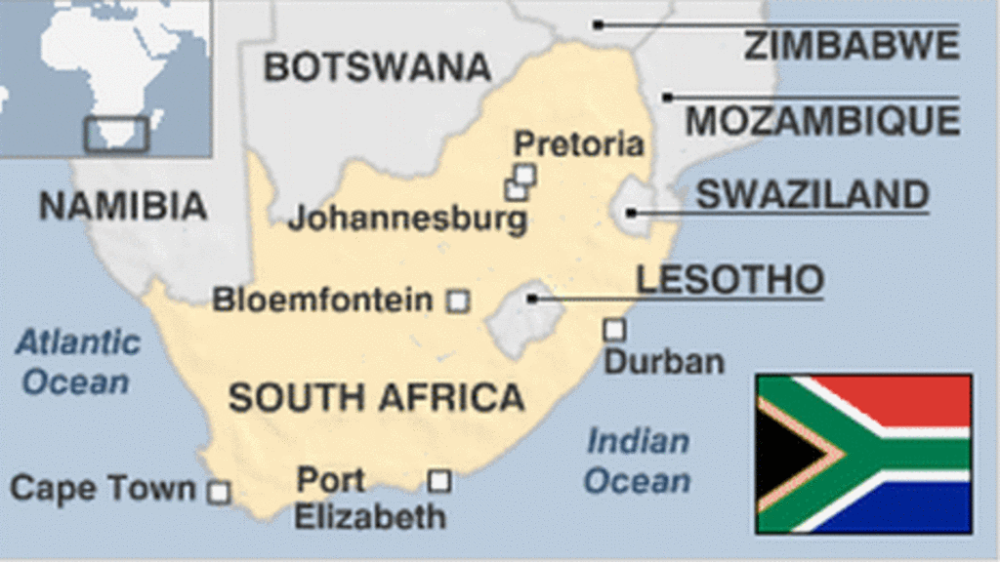 ZIMBABWE
BOTSWANA
MOZAMBIQUE
Pretoria
SWAZILAND
NAMIBIA
Johannesburg
LESOTHO
Bloemfontein
Atlantic
Ocean
Durban
SOUTH AFRICA
Indian
Ocean
Cape Town
Port
Elizabeth